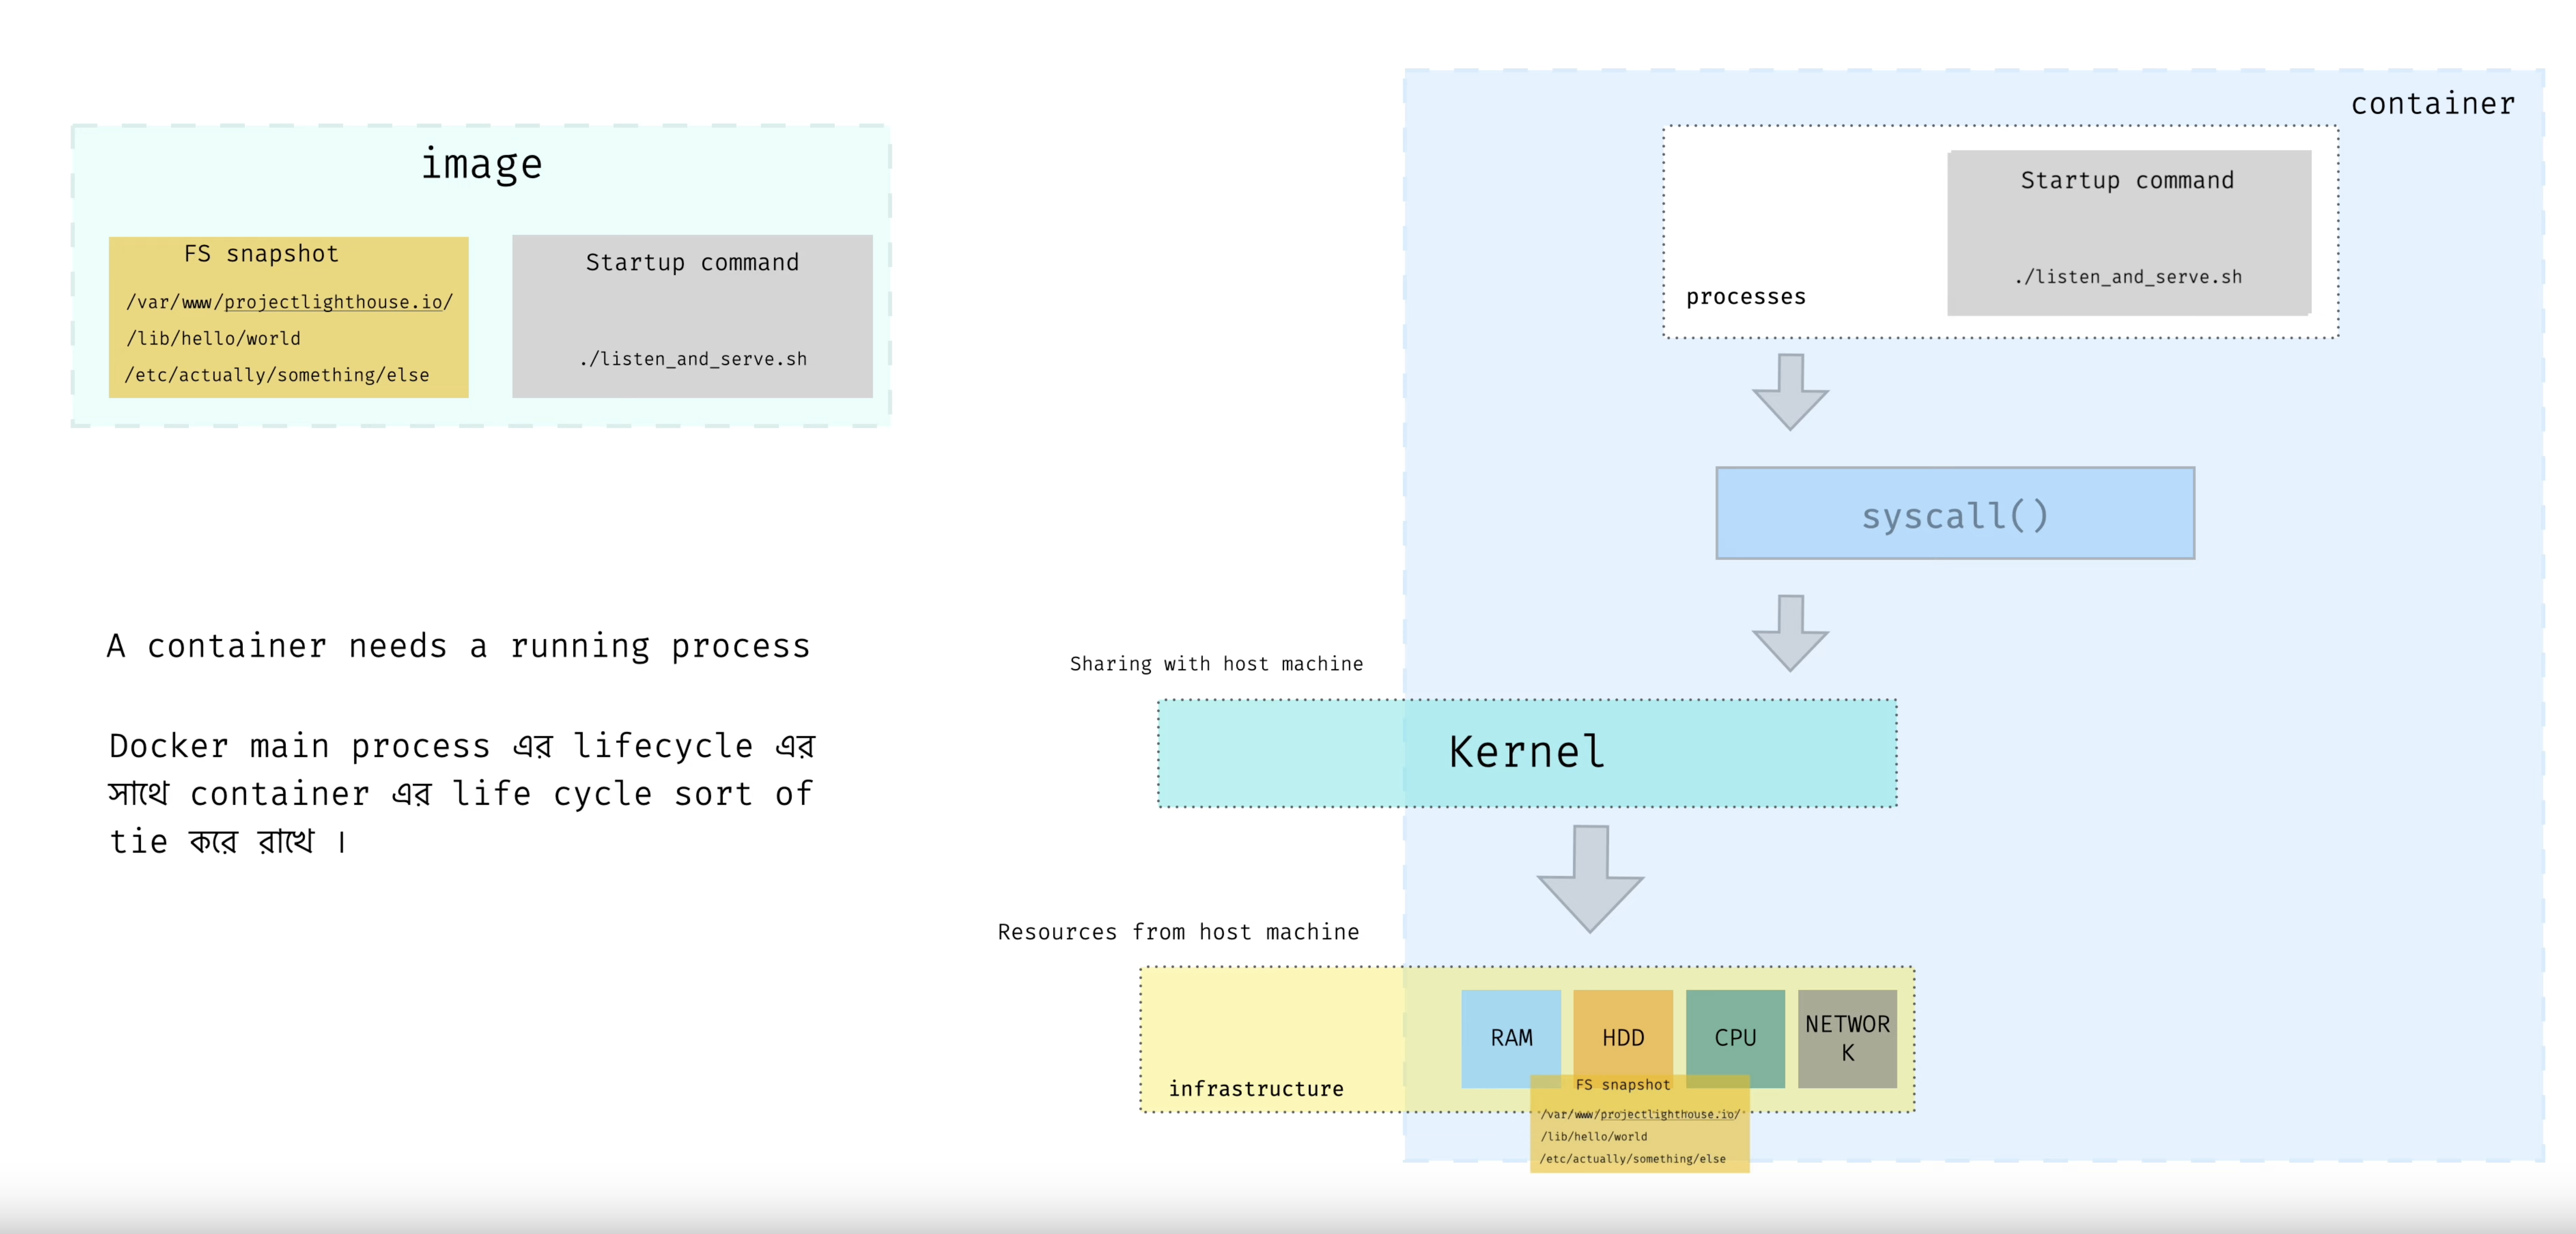 image
FS snapshot
/var/www/projectlighthouse.io/
/lib/hello/world
/etc/actually/something/else
Startup command
./listen_and_serve.sh
A container needs a running process
Docker main process এর lifecycle এর
সাথে container এর life cycle sort of
tie করে রাখে ।
container
processes
Startup command
./listen_and_serve.sh
syscall()
Sharing with host machine
Kernel
Resources from host machine
infrastructure
RAM
HDD
CPU
NETWOR
K
FS snapshot
/var/www/projectlighthouse.io/
/lib/hello/world
/etc/actually/something/else